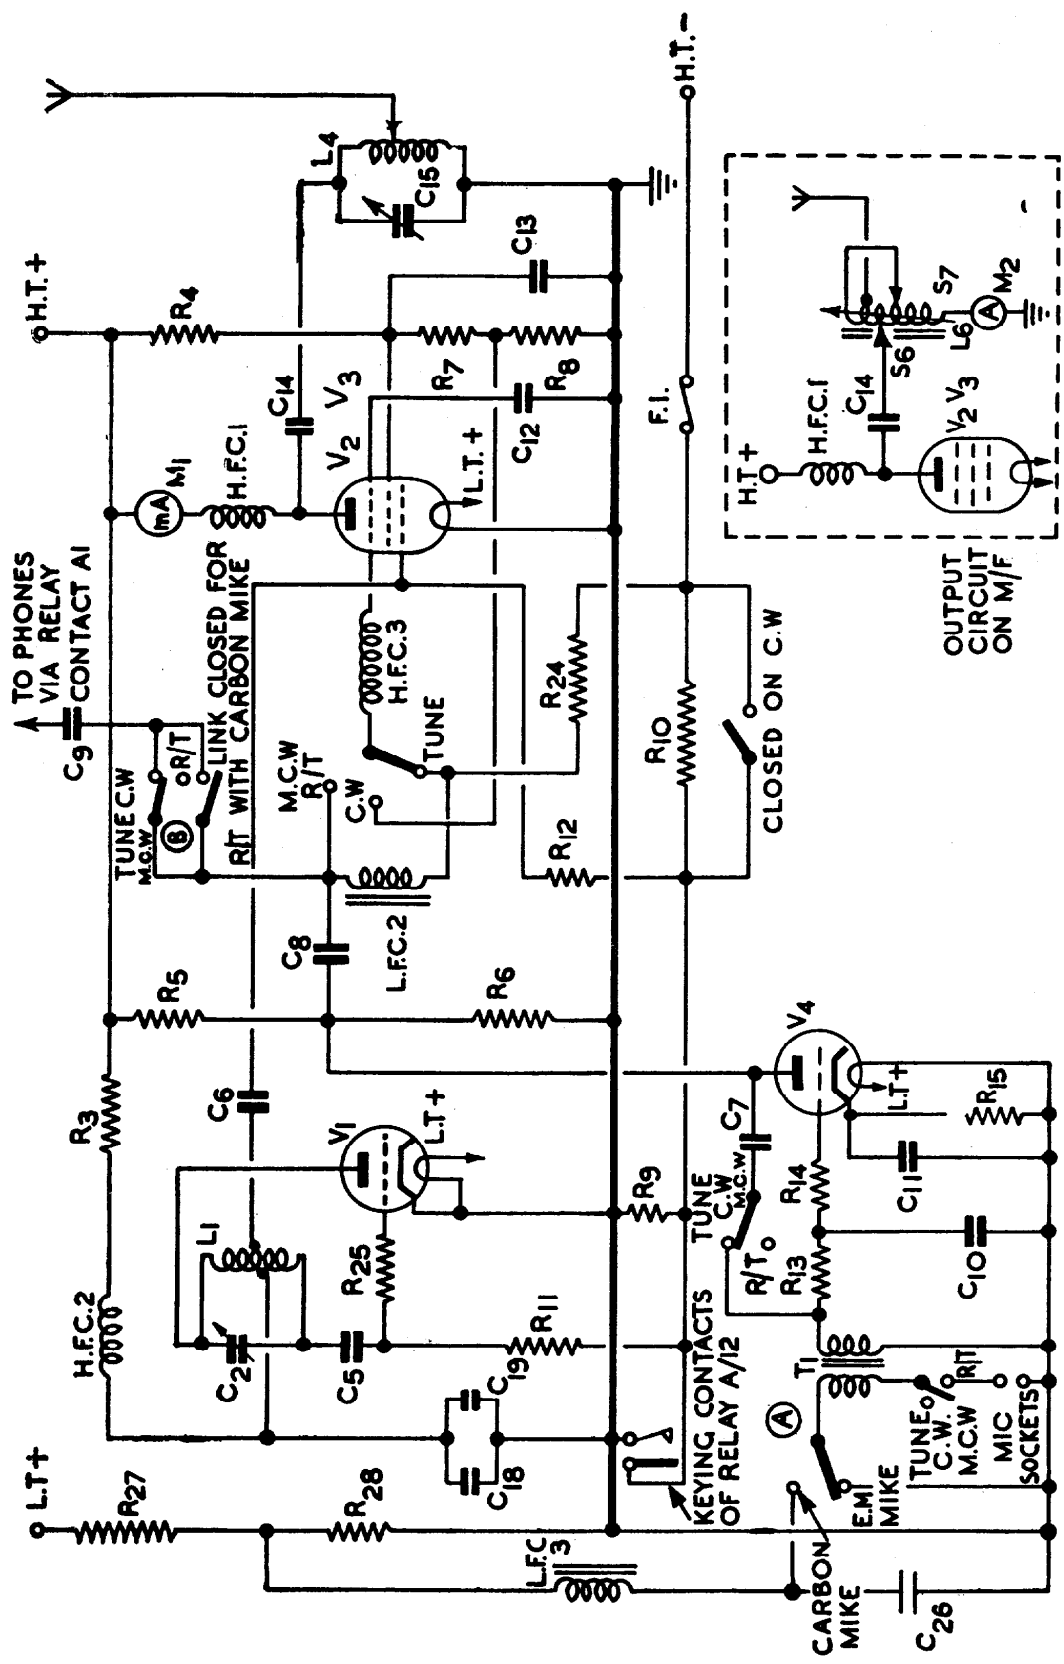 L.T+
R27
R28
L.F.C
3
C18
C19
H.F.C.2
R3
C2
L1
C5
R25
R11
V1
L.T+
C6
R9
R5
R6
C8
L.F.C.2
TO PHONES
VIA RELAY
CONTACT A1
C9
TUNE C.W
M.C.W
R/T
B
LINK CLOSED FOR
R/T WITH CARBON MIKE
M.C.W
R/T
C.W
TUNE
H.F.C.3
R12
R24
R10
CLOSED ON C.W
M1
mA
H.F.C.1
C14
V2
V3
L.T.+
C12
R7
R8
R4
H.T.+
C13
L4
C15
F.I.
H.T.-
KEYING CONTACTS
OF RELAY A/12
TUNE
C.W
M.C.W
R/T
C7
V4
L.T+
R13
R14
R15
C10
C11
T1
A
CARBON
MIKE
E.M1
MIKE
TUNE
C.W.
M.C.W
R/T
MIC
SOCKETS
C26
OUTPUT
CIRCUIT
ON M/F
H.T+
H.F.C.1
C14
V2 V3
S6
L6
S7
A
M2